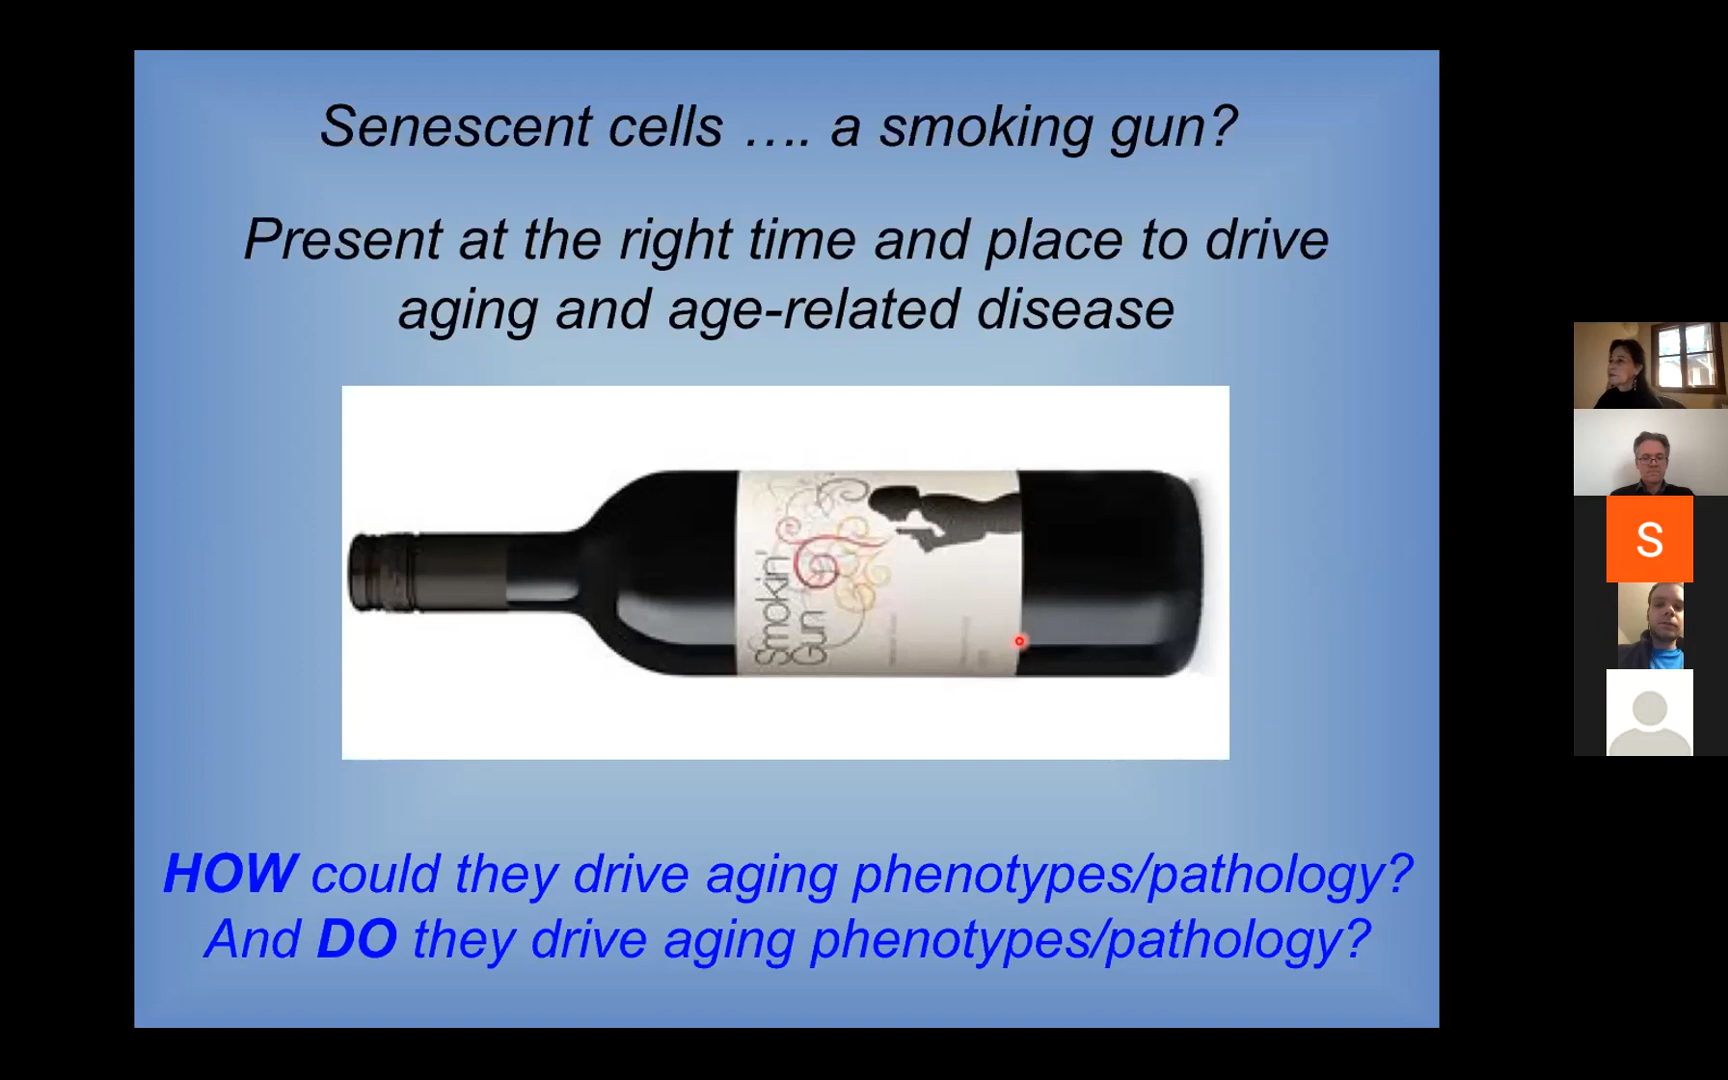 Senescent cells …. a smoking gun?
Present at the right time and place to drive
aging and age-related disease
Smokin'
Gun
HOW could they drive aging phenotypes/pathology?
And DO they drive aging phenotypes/pathology?
S